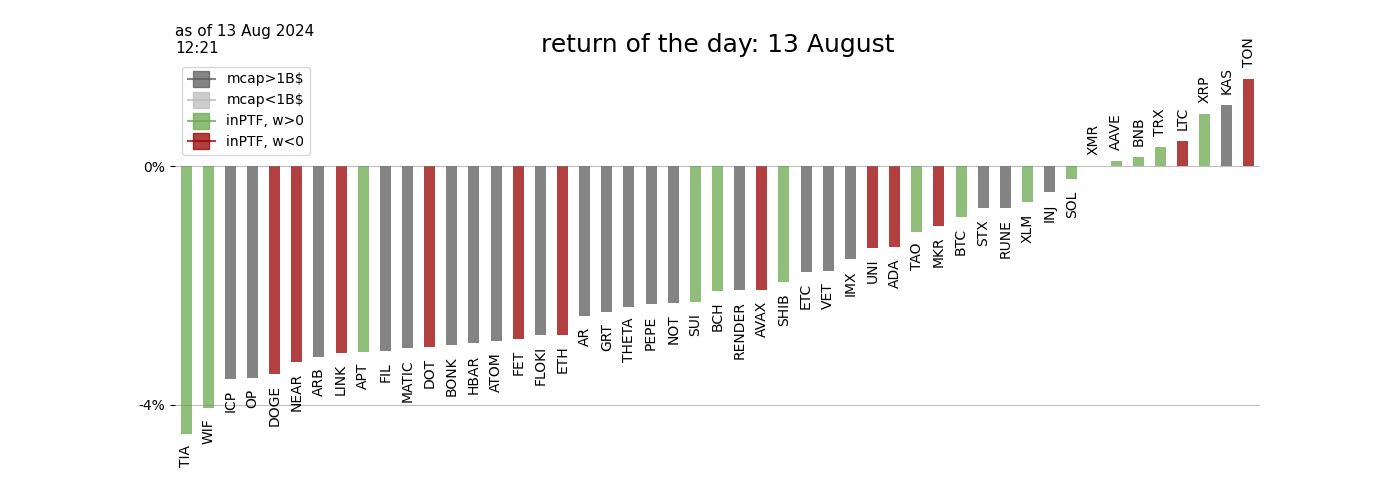 as of 13 Aug 2024
12:21
return of the day: 13 August
mcap>1B$
mcap<1B$
inPTF, w>0
inPTF, w<0
0%
-4%
TIA
WIF
ICP
OP
DOGE
NEAR
ARB
LINK
APT
FIL
MATIC
DOT
BONK
HBAR
ATOM
FET
FLOKI
ETH
AR
GRT
THETA
PEPE
NOT
SUI
BCH
RENDER
AVAX
SHIB
ETC
VET
IMX
UNI
ADA
TAO
MKR
BTC
STX
RUNE
XLM
INJ
SOL
XMR
AAVE
BNB
TRX
LTC
XRP
KAS
TON